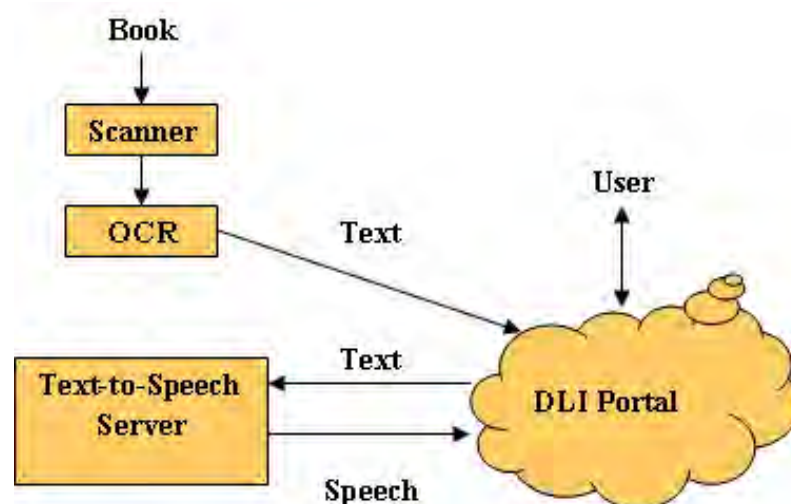 Book
Scanner
OCR
Text
User
Text
Text-to-Speech
Server
DLI Portal
Speech